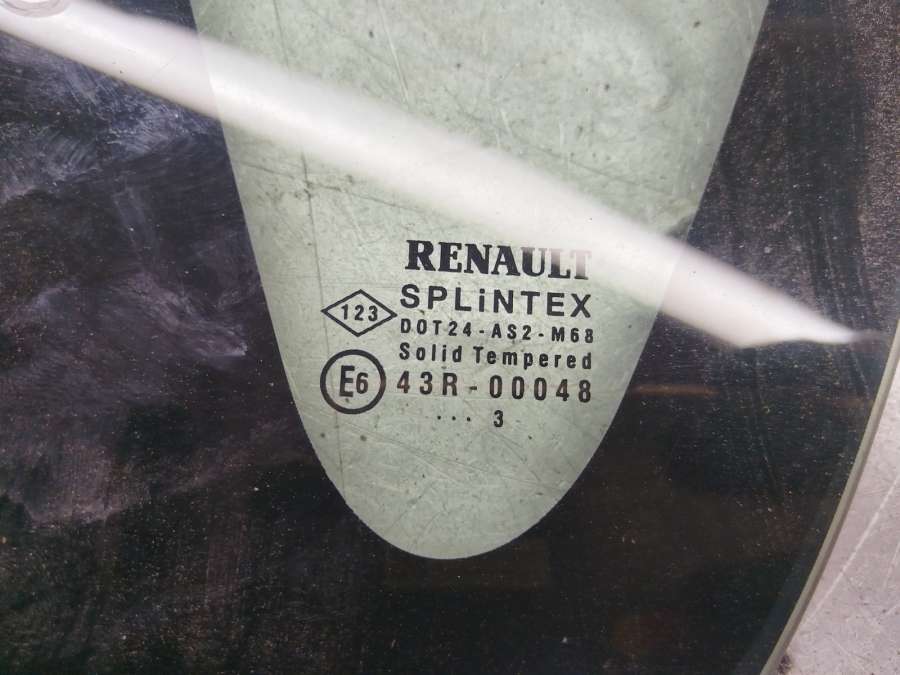 RENAULT
SPLiNTEX
123
DOT24-AS2-M68
Solid Tempered
E6
43R-00048
... 3